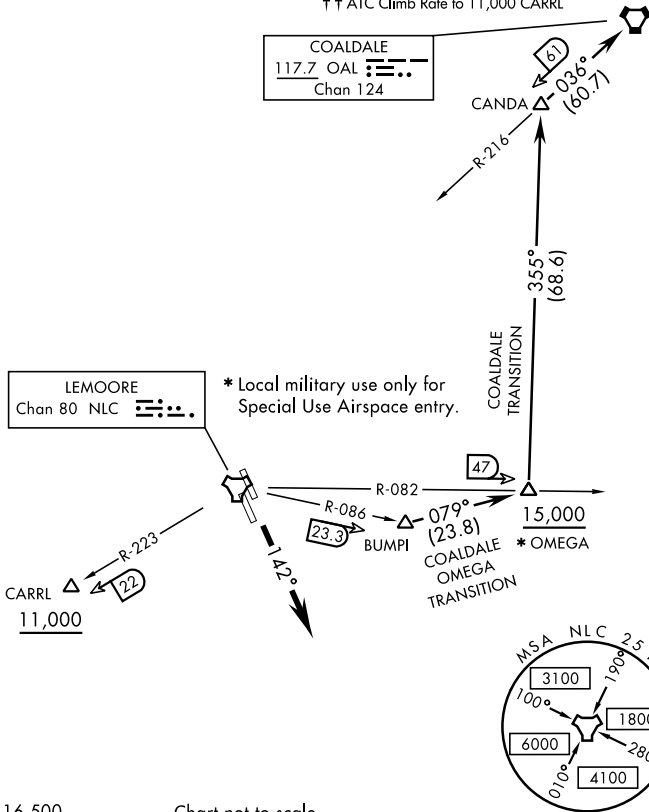 †† ATC Climb Rate to 11,000 CARRL
COALDALE
117.7 OAL
Chan 124
61
036°
(60.7)
CANDA
R-216
355°
(68.6)
COALDALE
TRANSITION
LEMOORE
Chan 80 NLC
* Local military use only for
Special Use Airspace entry.
47
R-082
R-086
23.3
BUMPI
079°
(23.8)
COALDALE
OMEGA
TRANSITION
15,000
* OMEGA
R-223
22
CARRL
11,000
142°
MSA NLC 25
3100
190°
100°
1800
6000
280
010°
4100
16,500
Chart not to scale